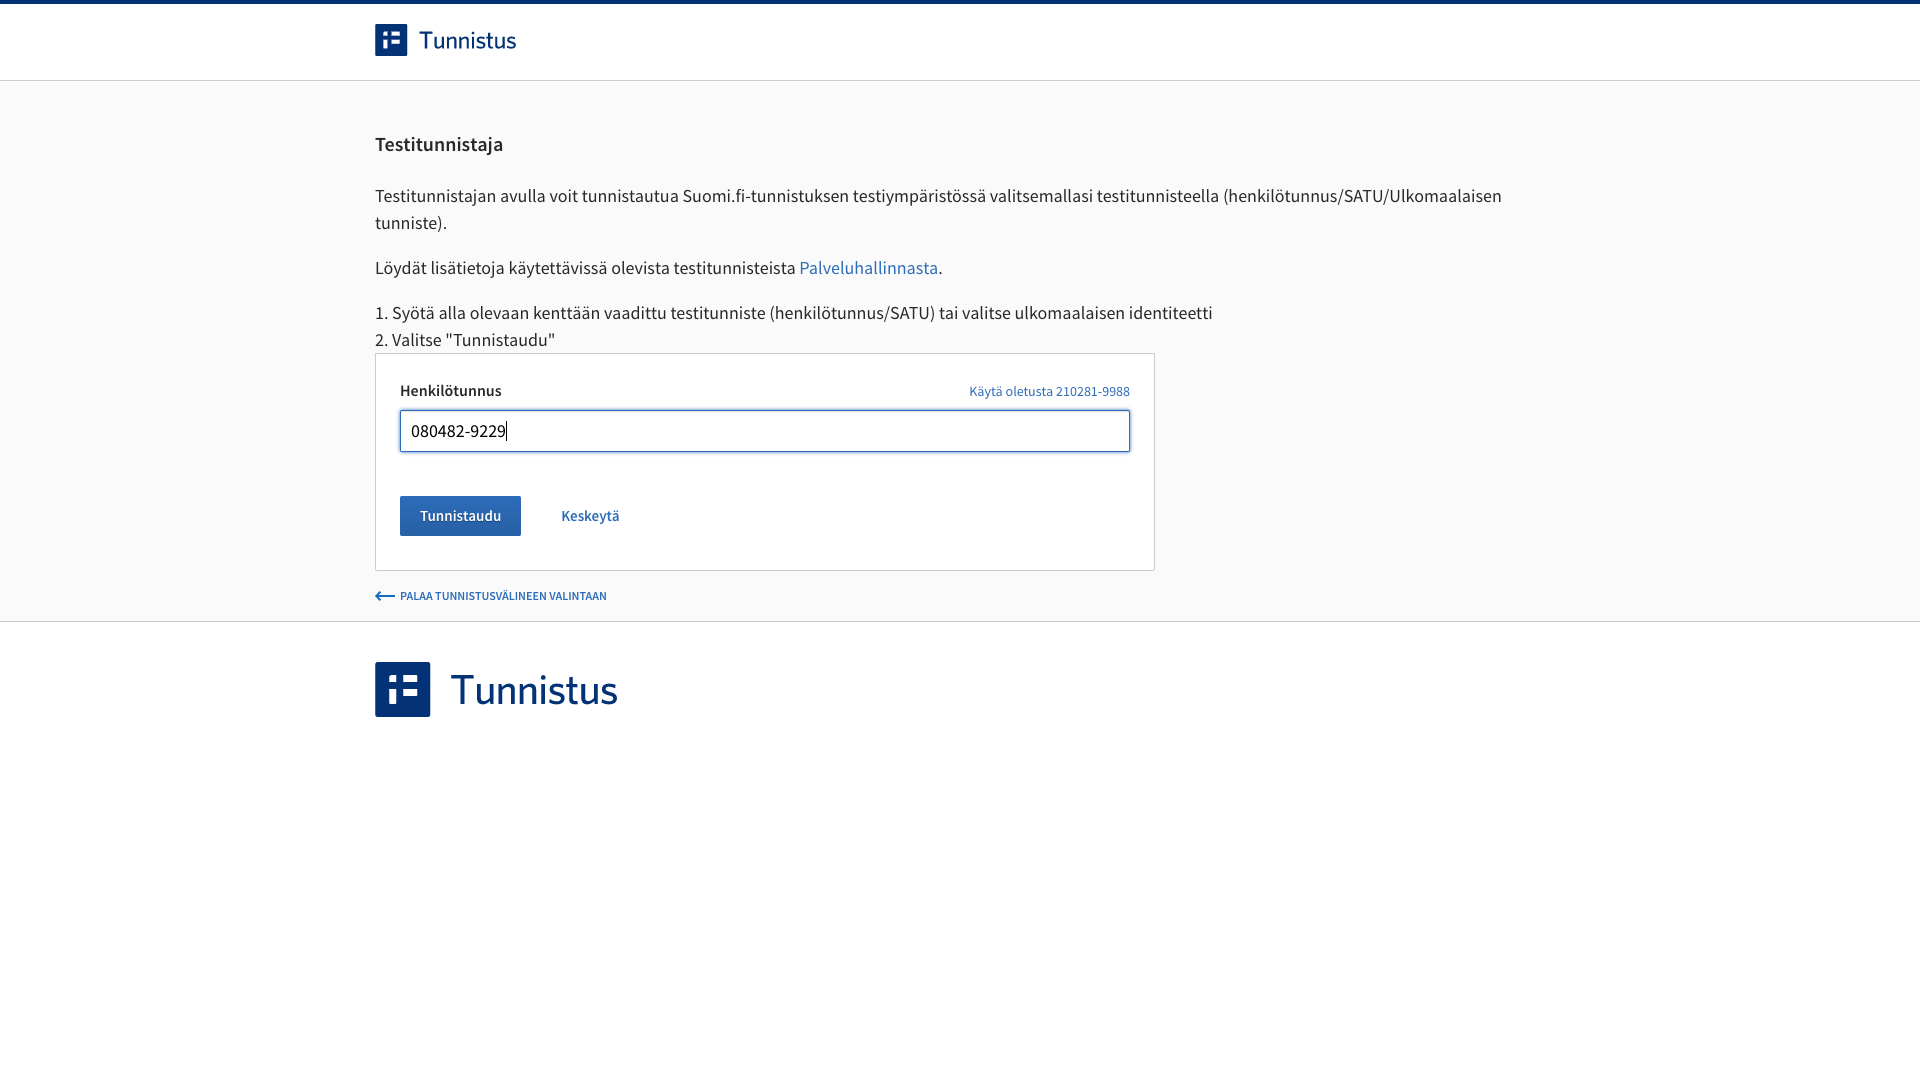 Tunnistus
Testitunnistaja
Testitunnistajan avulla voit tunnistautua Suomi.fi-tunnistuksen testiympäristössä valitsemallasi testitunnisteella (henkilötunnus/SATU/Ulkomaalaisen
tunniste).
Löydät lisätietoja käytettävissä olevista testitunnisteista Palveluhallinnasta.
1. Syötä alla olevaan kenttään vaadittu testitunniste (henkilötunnus/SATU) tai valitse ulkomaalaisen identiteetti
2. Valitse "Tunnistaudu"
Henkilötunnus Käytä oletusta 210281-9988
080482-9229
Tunnistaudu Keskeytä
PALAA TUNNISTUSVÄLINEEN VALINTAAN
Tunnistus